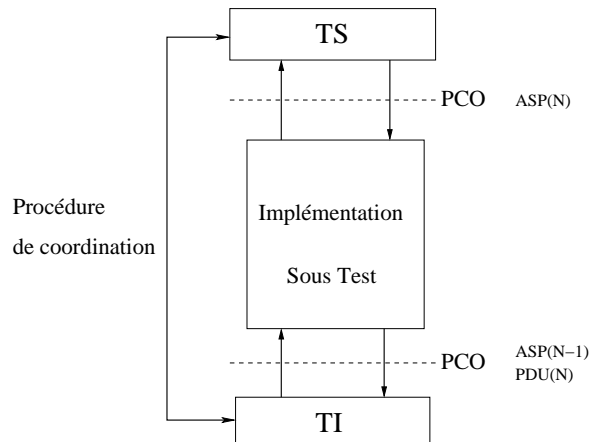 TS
PCO ASP(N)
Procédure
de coordination
Implémentation
Sous Test
PCO
ASP(N–1)
PDU(N)
TI